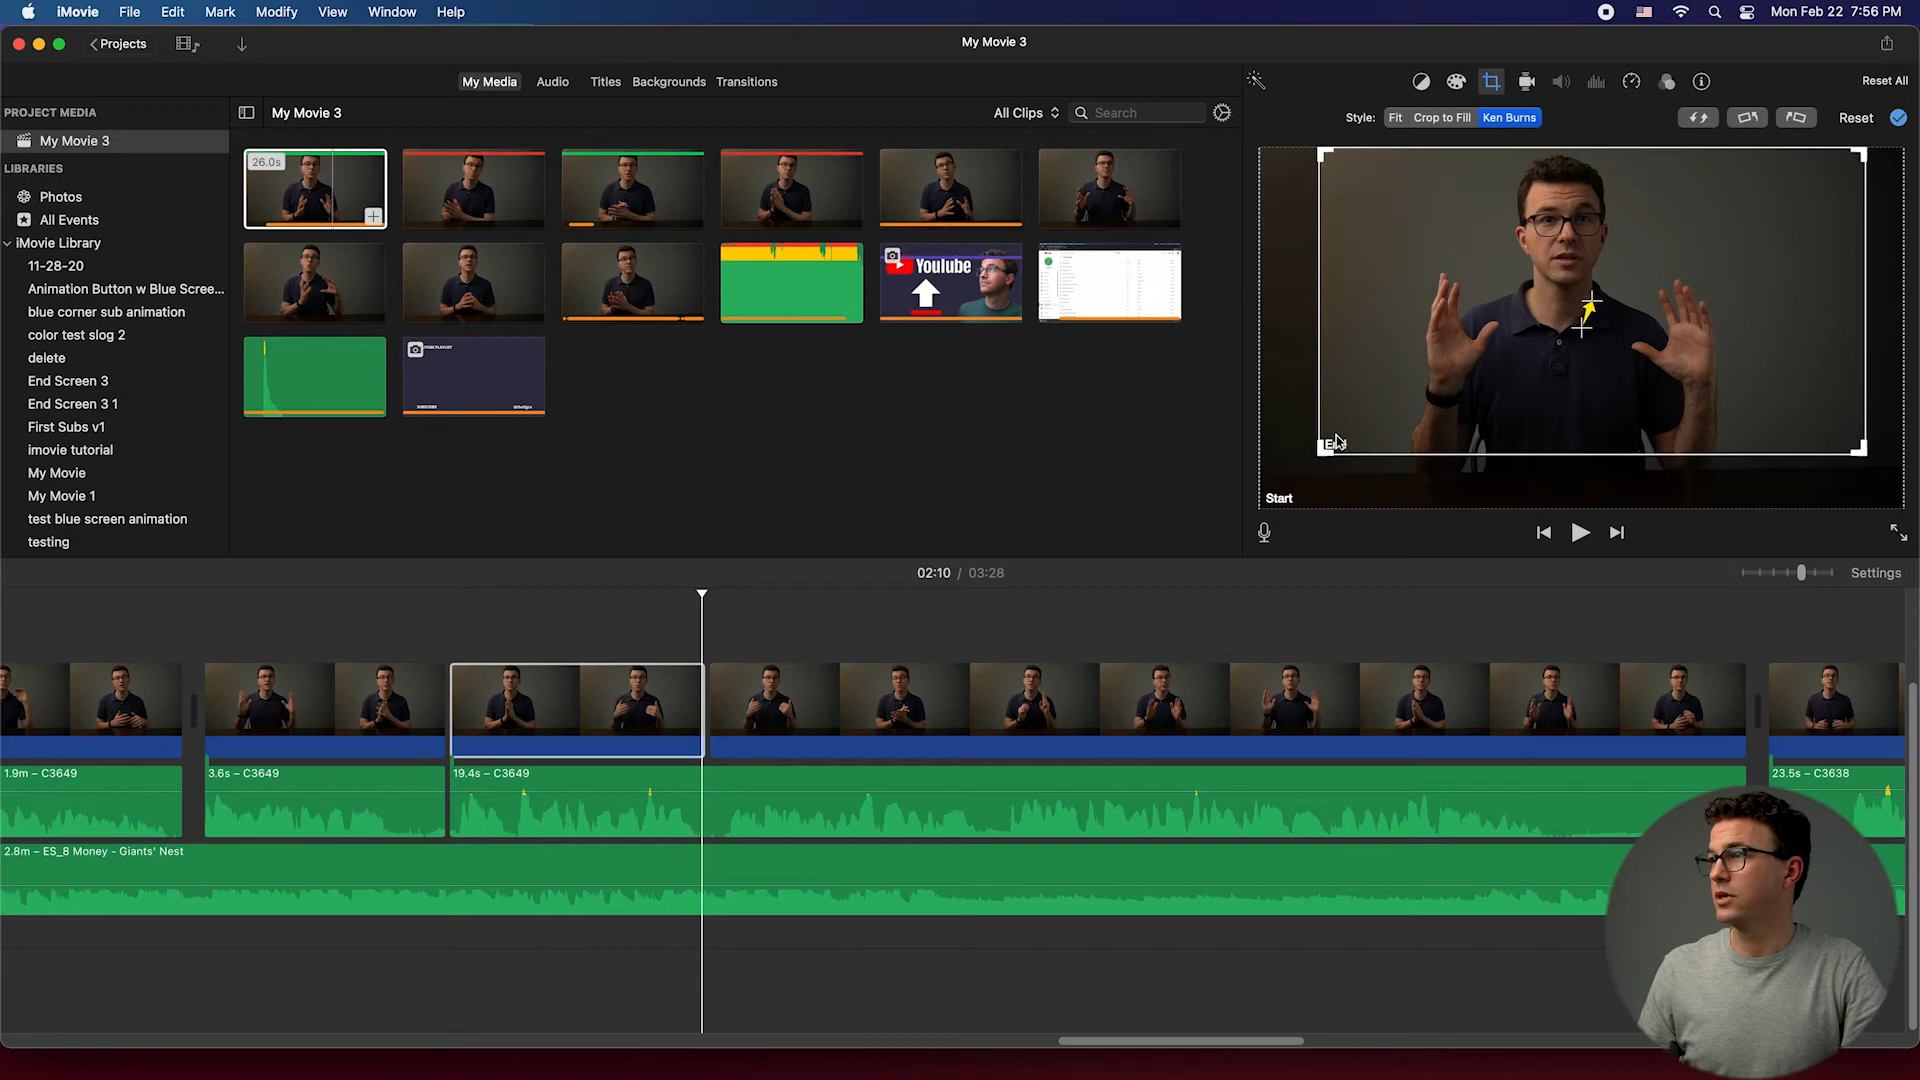 iMovie File Edit Mark Modify View Window Help Mon Feb 22 7:56 PM
Projects My Movie 3
My Media Audio Titles Backgrounds Transitions Reset All
PROJECT MEDIA My Movie 3 All Clips Search
Style: Fit Crop to Fill Ken Burns Reset
My Movie 3
LIBRARIES
Photos
All Events
iMovie Library
11-28-20
Animation Button w Blue Scree...
blue corner sub animation
color test slog 2
delete
End Screen 3
End Screen 3 1
First Subs v1
imovie tutorial
My Movie
My Movie 1
test blue screen animation
testing
26.0s
YouTube
SUBSCRIBE
Start
02:10 / 03:28
Settings
1.9m – C3649
3.6s – C3649
19.4s – C3649
23.5s – C3638
2.8m – ES_8 Money - Giants' Nest